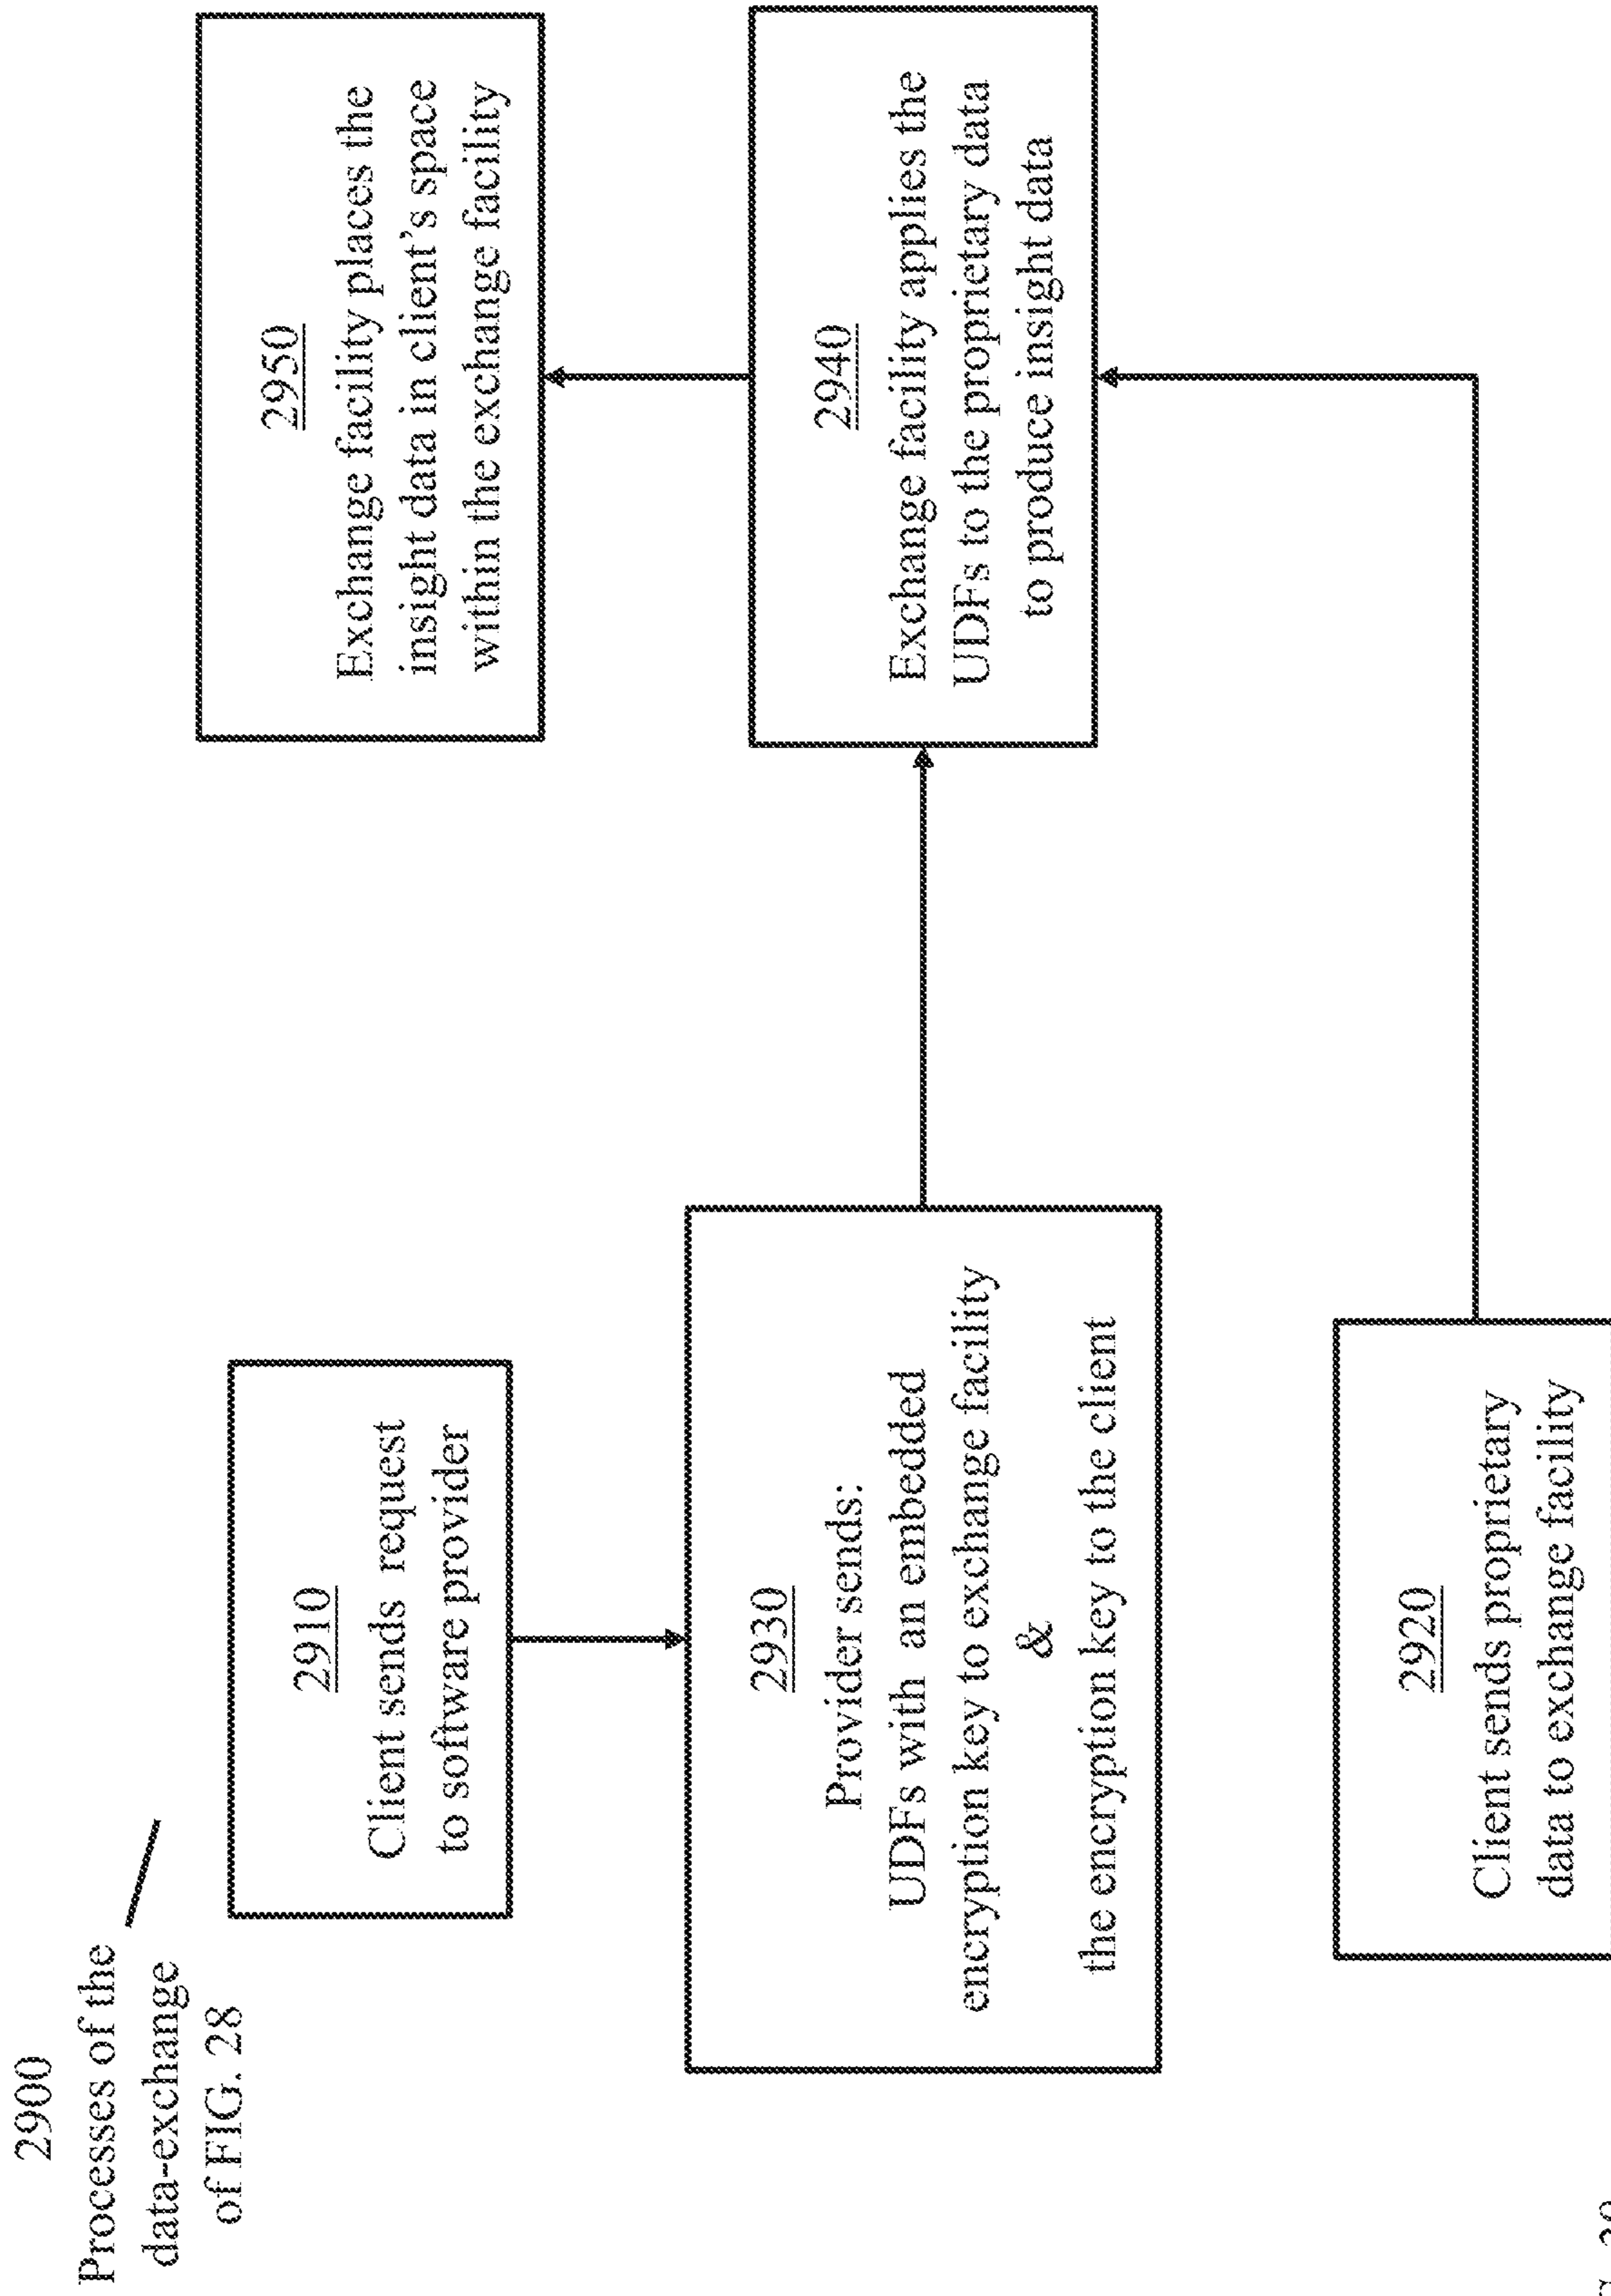 2900
Processes of the
data-exchange
of FIG. 28
2910
Client sends request
to software provider
2930
Provider sends:
UDFs with an embedded
encryption key to exchange facility
&
the encryption key to the client
2920
Client sends proprietary
data to exchange facility
2950
Exchange facility places the
insight data in client's space
within the exchange facility
2940
Exchange facility applies the
UDFs to the proprietary data
to produce insight data